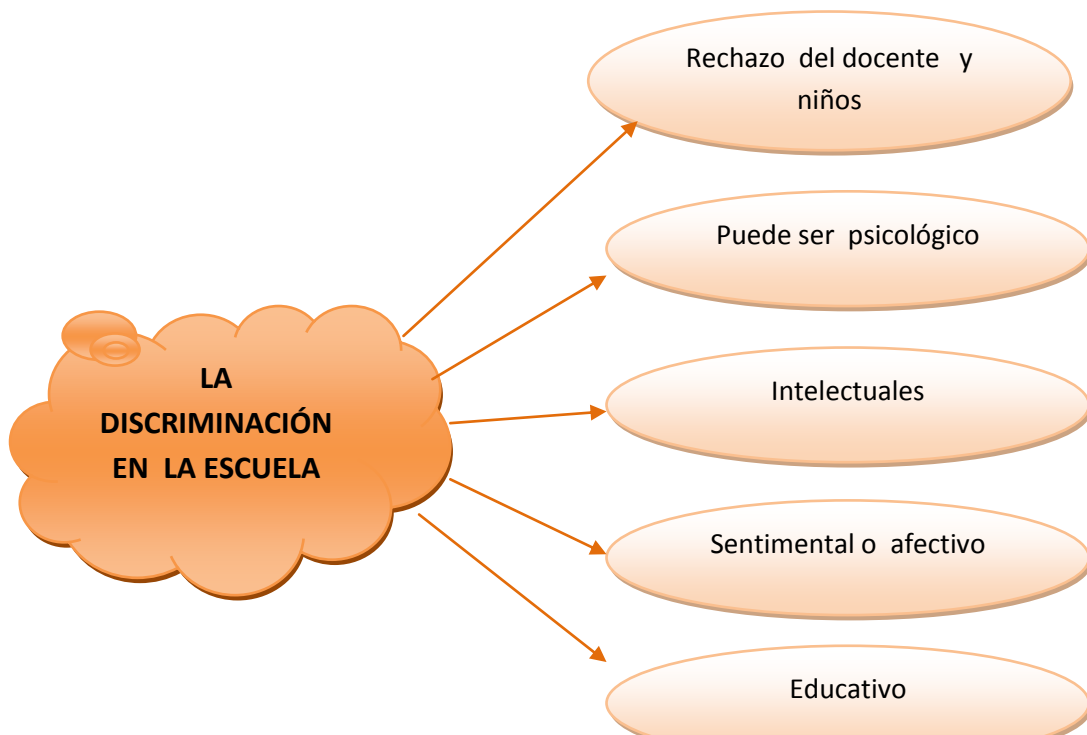 Rechazo del docente y
niños
Puede ser psicológico
Intelectuales
LA
DISCRIMINACIÓN
EN LA ESCUELA
Sentimental o afectivo
Educativo